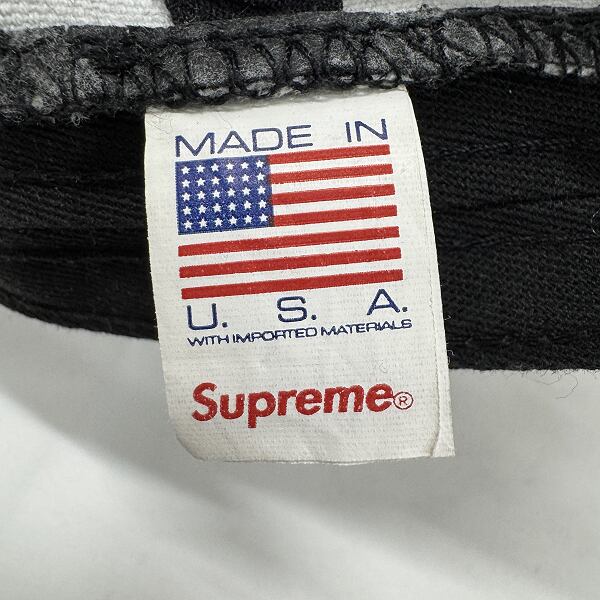 MADE IN
U. S. A.
WITH IMPORTED MATERIALS
Supreme®